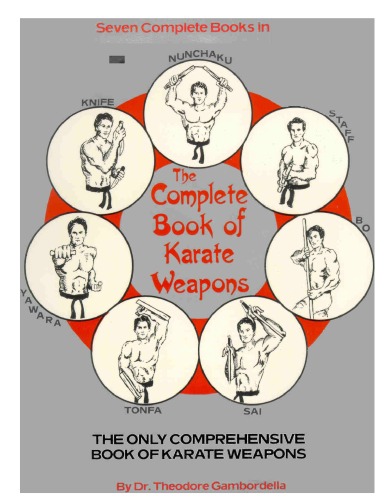 Seven Complete Books in
NUNCHAKU
KNIFE
STAFF
The
Complete
Book of
Karate
Weapons
BO
YAWARA
TONFA
SAI
THE ONLY COMPREHENSIVE
BOOK OF KARATE WEAPONS
By Dr. Theodore Gambordella